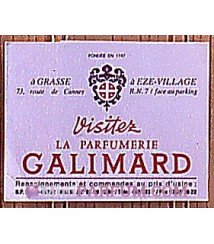 FONDÉE EN 1747
à GRASSE
73, route de Cannes
à EZE-VILLAGE
R.N. 7 / face au parking
Visitez
LA PARFUMERIE
GALIMARD
Renseignements et commandes au prix d'usine :
B.P.